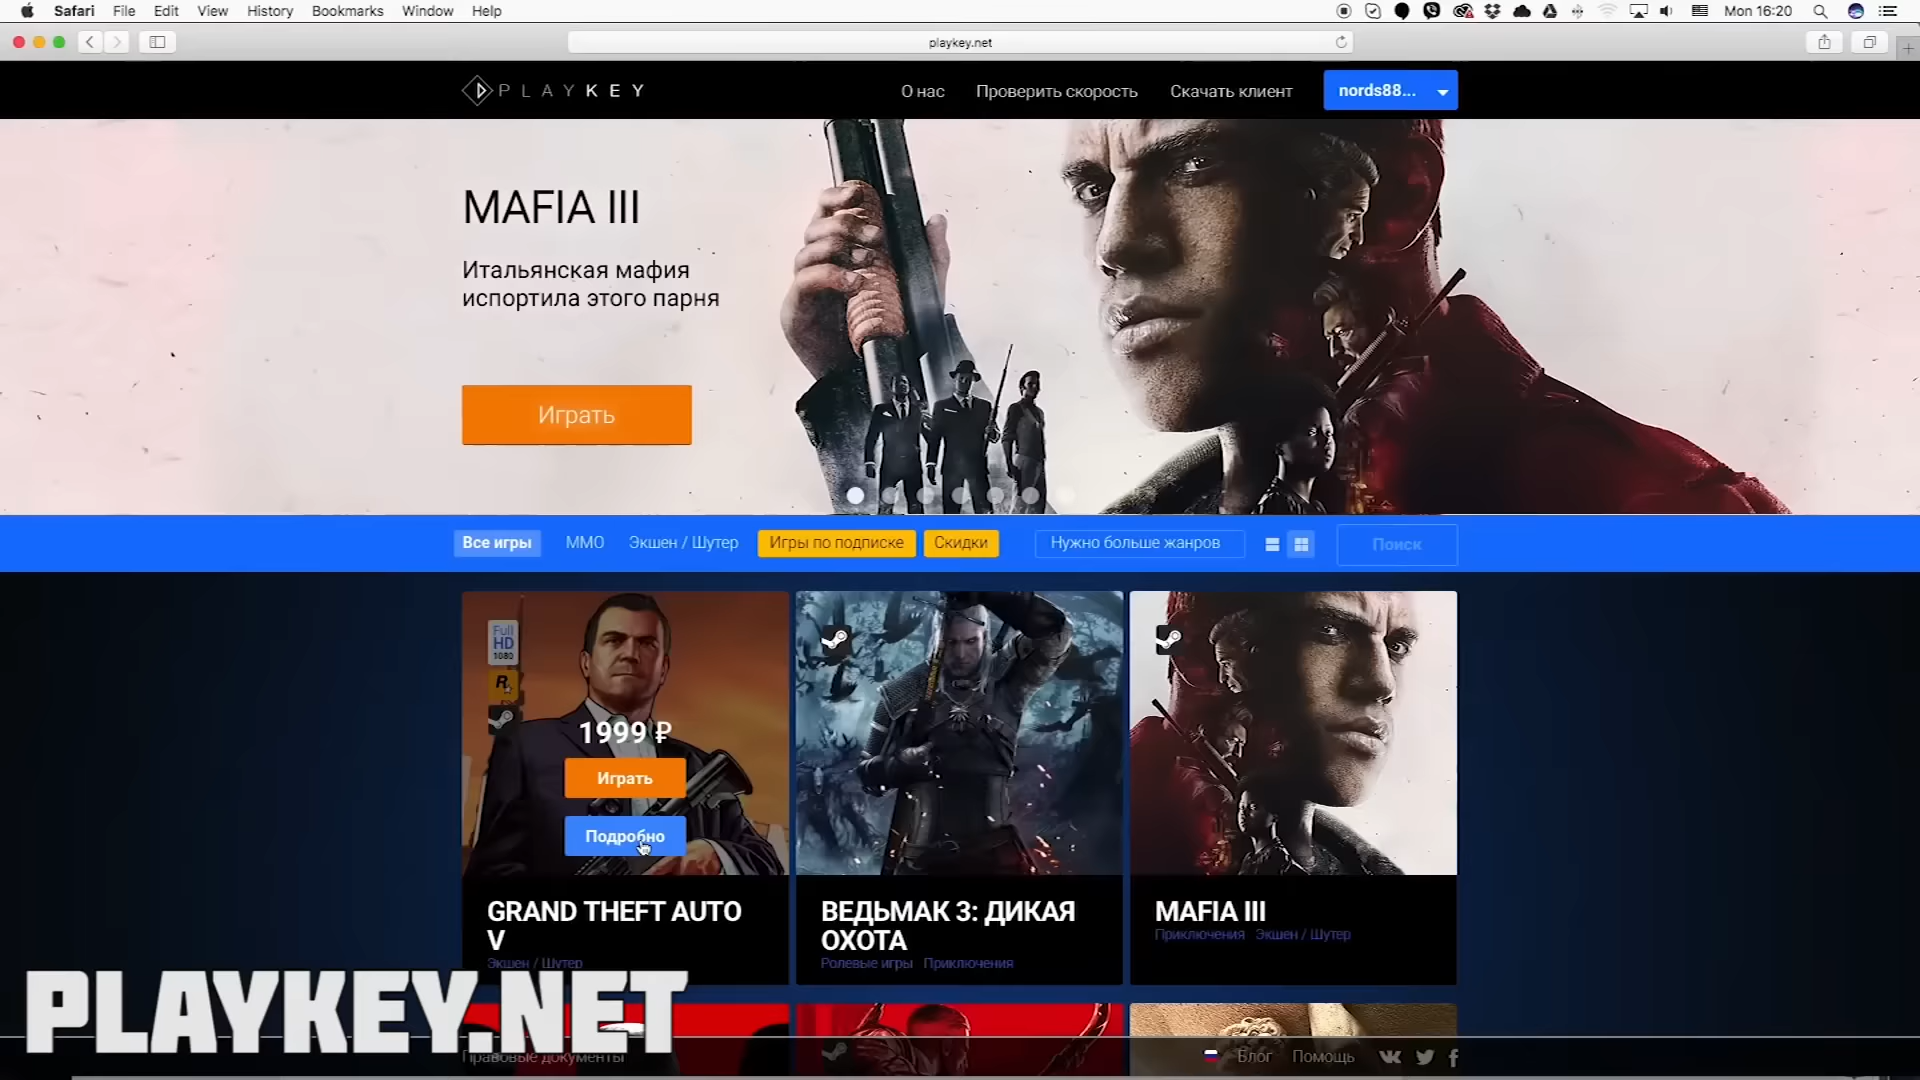 Safari File Edit View History Bookmarks Window Help
Mon 16:20
playkey.net
PLAYKEY
О нас Проверить скорость Скачать клиент nords88...
MAFIA III
Итальянская мафия
испортила этого парня
Играть
Все игры MMO Экшен / Шутер Игры по подписке Скидки Нужно больше жанров Поиск
Full
HD
1080
R
1999 ₽
Играть
Подробно
GRAND THEFT AUTO
V
Экшен / Шутер
ВЕДЬМАК 3: ДИКАЯ
ОХОТА
Ролевые игры Приключения
MAFIA III
Приключения Экшен / Шутер
PLAYKEY.NET
Правовые документы
Блог Помощь